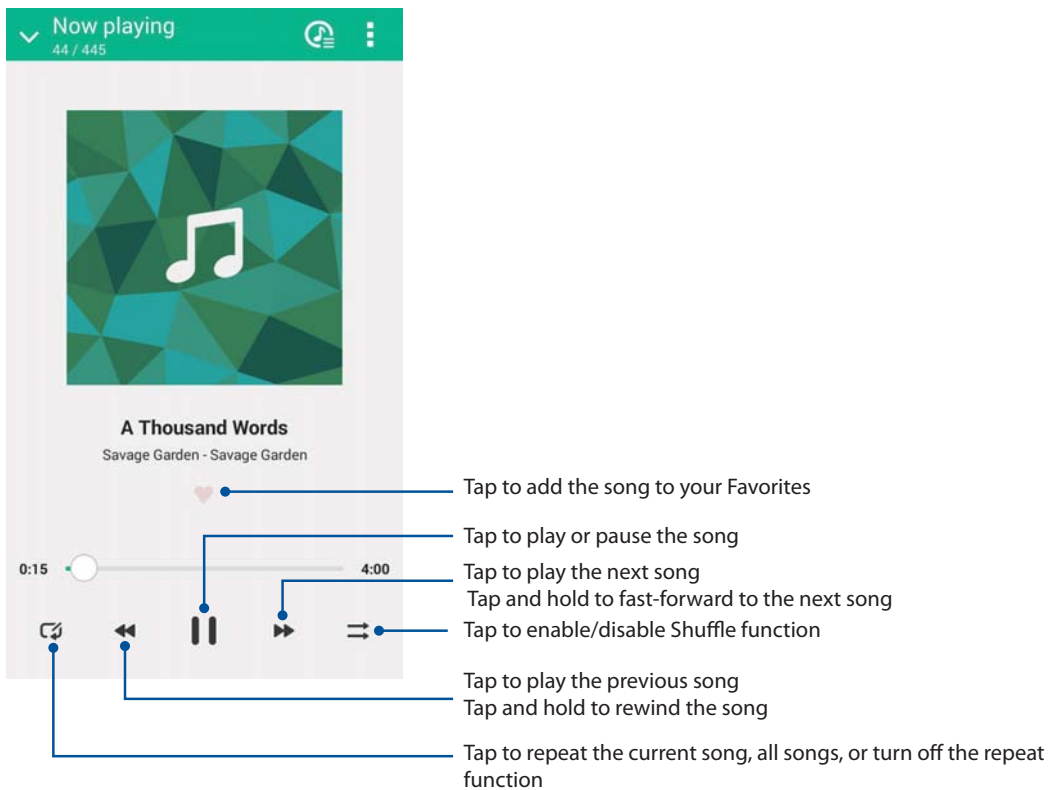 Now playing
44 / 445
A Thousand Words
Savage Garden - Savage Garden
Tap to add the song to your Favorites
Tap to play or pause the song
0:15
4:00
Tap to play the next song
Tap and hold to fast-forward to the next song
Tap to enable/disable Shuffle function
Tap to play the previous song
Tap and hold to rewind the song
Tap to repeat the current song, all songs, or turn off the repeat
function